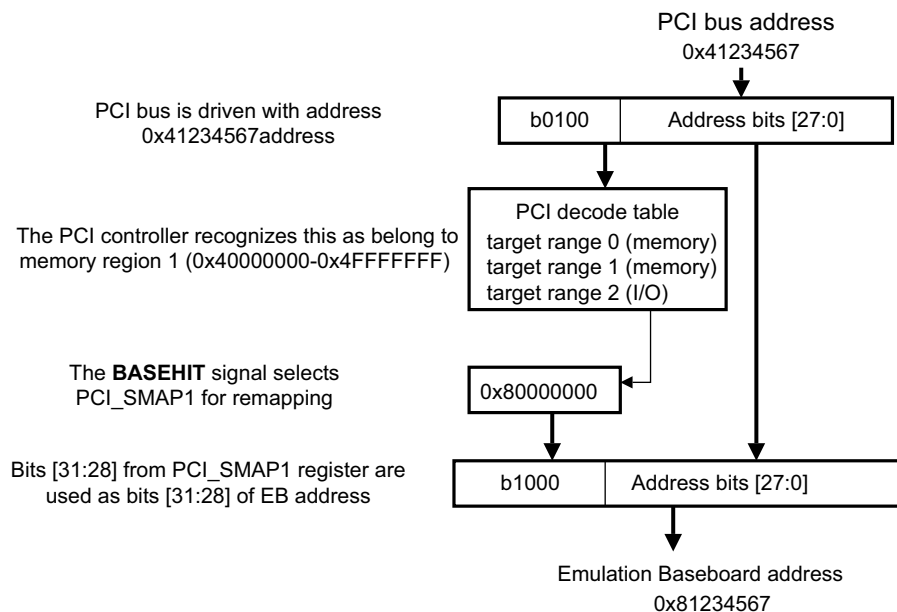 PCI bus address
0x41234567
PCI bus is driven with address
0x41234567address
b0100
Address bits [27:0]
PCI decode table
target range 0 (memory)
target range 1 (memory)
target range 2 (I/O)
The PCI controller recognizes this as belong to
memory region 1 (0x40000000-0x4FFFFFFF)
The BASEHIT signal selects
PCI_SMAP1 for remapping
0x80000000
Bits [31:28] from PCI_SMAP1 register are
used as bits [31:28] of EB address
b1000
Address bits [27:0]
Emulation Baseboard address
0x81234567